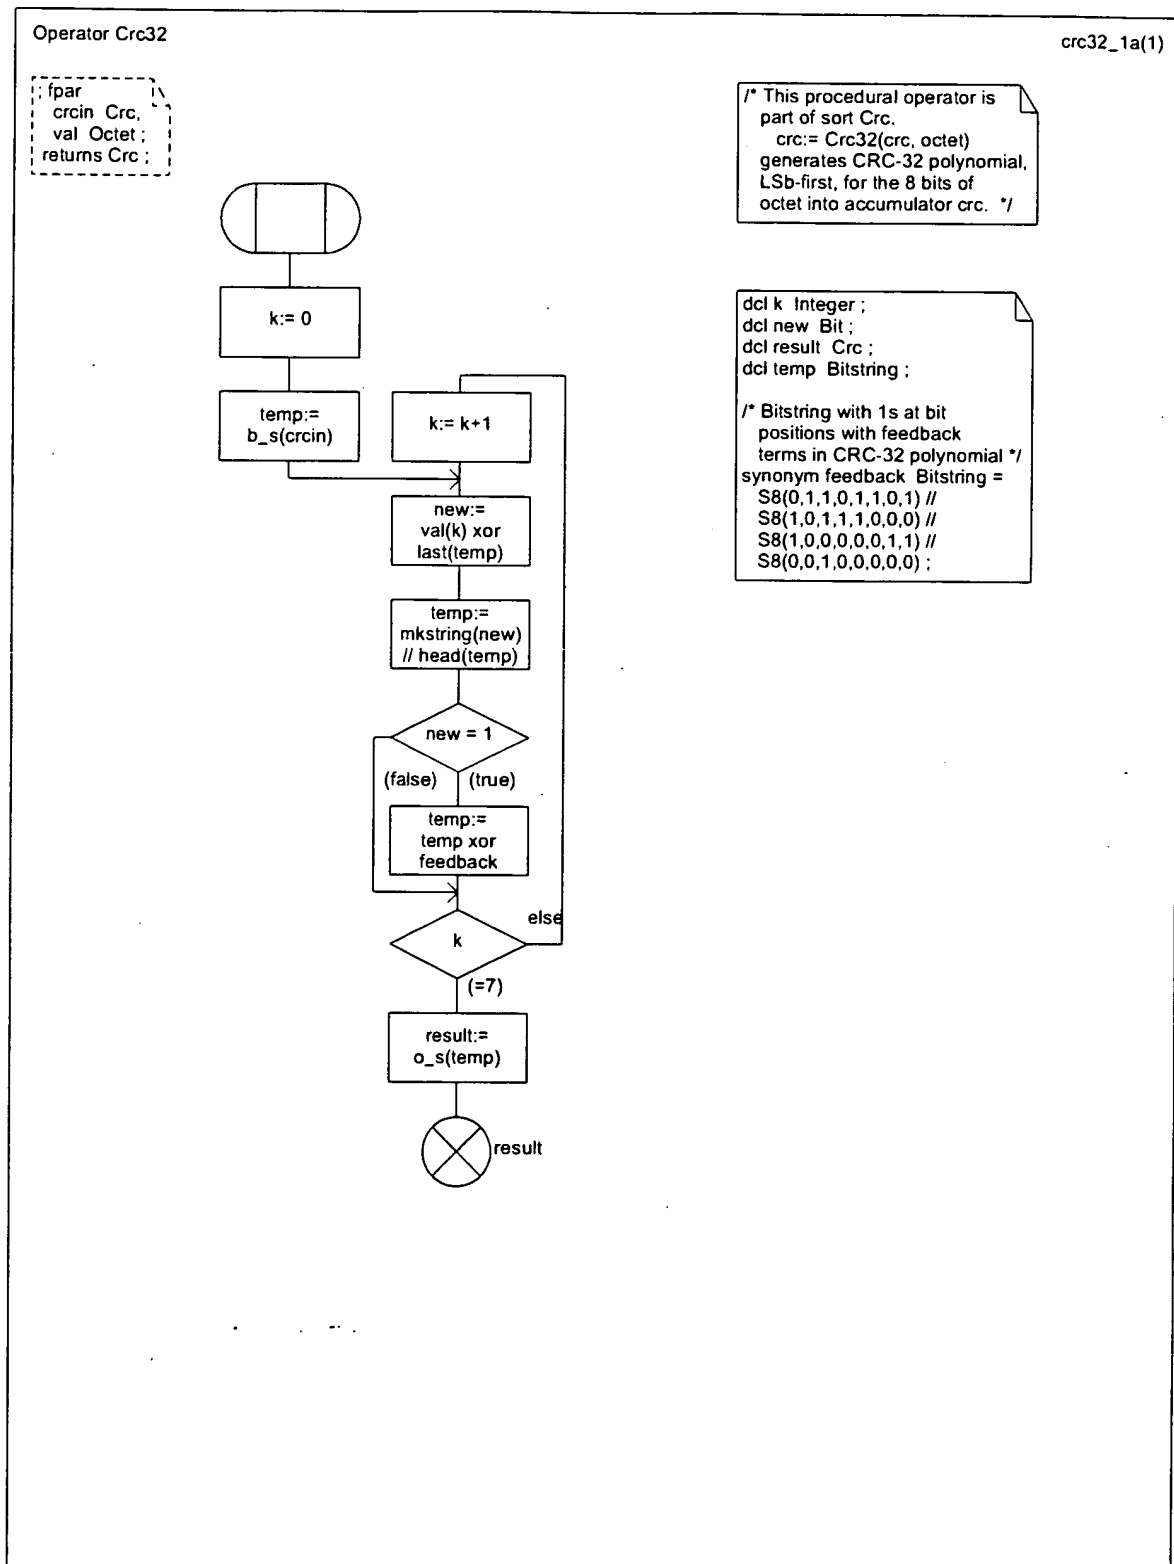 Operator Crc32
crc32_1a(1)
; fpar
crcin Crc,
val Octet ;
returns Crc ;
/* This procedural operator is
part of sort Crc.
crc:= Crc32(crc, octet)
generates CRC-32 polynomial,
LSb-first, for the 8 bits of
octet into accumulator crc. */
dcl k Integer ;
dcl new Bit ;
dcl result Crc ;
dcl temp Bitstring ;
/* Bitstring with 1s at bit
positions with feedback
terms in CRC-32 polynomial */
synonym feedback Bitstring =
S8(0,1,1,0,1,1,0,1) //
S8(1,0,1,1,1,0,0,0) //
S8(1,0,0,0,0,0,1,1) //
S8(0,0,1,0,0,0,0,0) ;
k:= 0
temp:=
b_s(crcin)
k:= k+1
new:=
val(k) xor
last(temp)
temp:=
mkstring(new)
// head(temp)
new = 1
(false)
(true)
temp:=
temp xor
feedback
else
k
(=7)
result:=
o_s(temp)
result